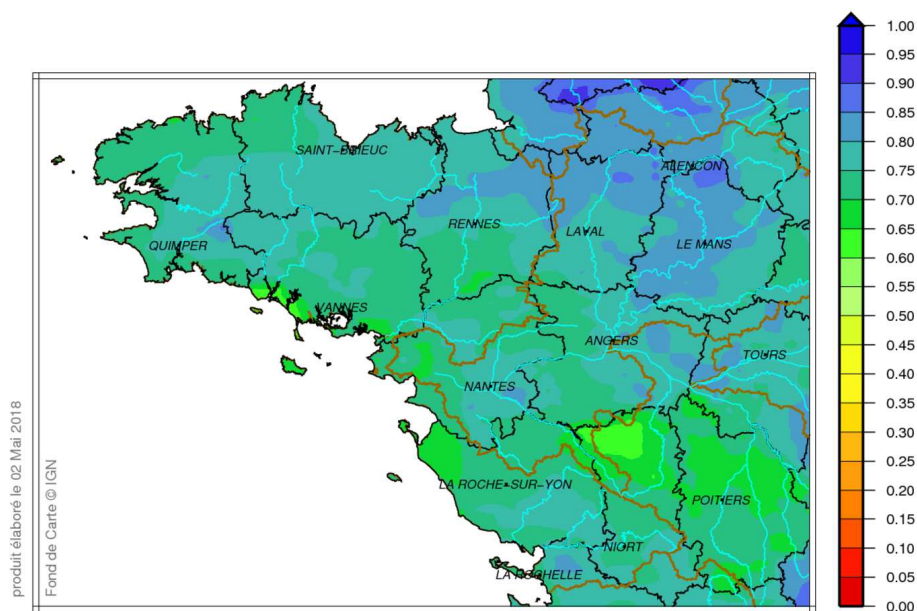 SAINT-BRIEUC
ALENCON
RENNES
LAVAL
QUIMPER
LE MANS
VANNES
ANGERS
TOURS
NANTES
LA ROCHE-SUR-YON
POITIERS
NIORT
LA ROCHELLE
1.00
0.95
0.90
0.85
0.80
0.75
0.70
0.65
0.60
0.55
0.50
0.45
0.40
0.35
0.30
0.25
0.20
0.15
0.10
0.05
0.00
produit élaboré le 02 Mai 2018
Fond de Carte © IGN